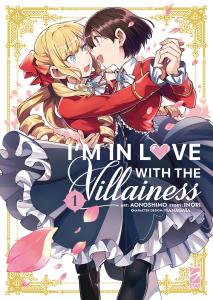 I'M IN LOVE
WITH THE
Villainess
1
ART: AONOSHIMO STORY: INORI
CHARACTER DESIGN: HANAGATA